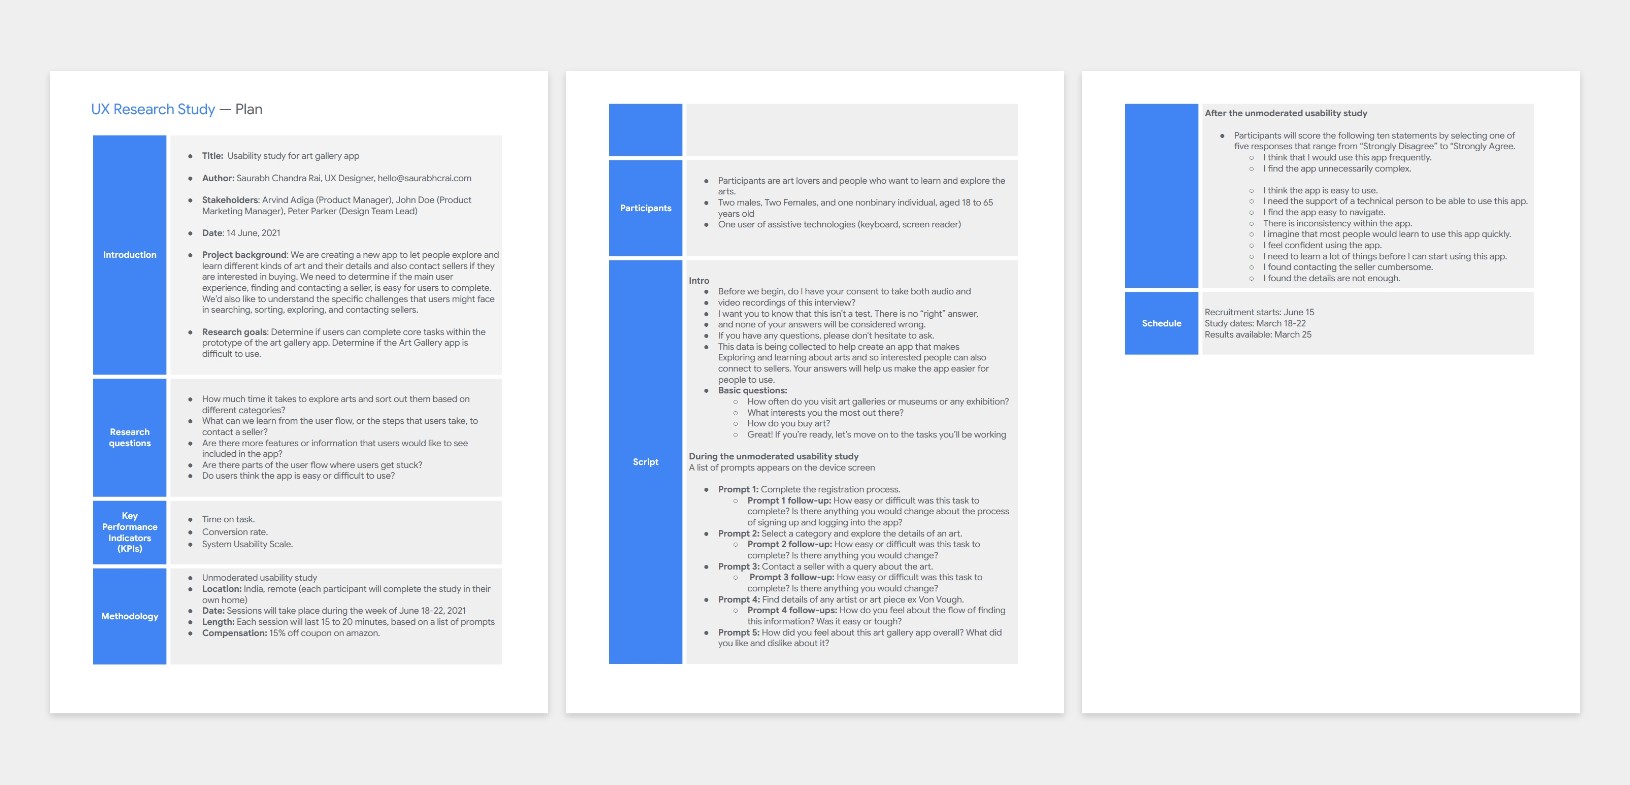 UX Research Study — Plan
Introduction
● Title: Usability study for art gallery app
● Author: Saurabh Chandra Rai, UX Designer, hello@saurabhcrai.com
● Stakeholders: Arvind Adiga (Product Manager), John Doe (Product
Marketing Manager), Peter Parker (Design Team Lead)
● Date: 14 June, 2021
● Project background: We are creating a new app to let people explore and
learn different kinds of art and their details and also contact sellers if they
are interested in buying. We need to determine if the main user
experience, finding and contacting a seller, is easy for users to complete.
We'd also like to understand the specific challenges that users might face
in searching, sorting, exploring, and contacting sellers.
● Research goals: Determine if users can complete core tasks within the
prototype of the art gallery app. Determine if the Art Gallery app is
difficult to use.
Research
questions
● How much time it takes to explore arts and sort out them based on
different categories?
● What can we learn from the user flow, or the steps that users take, to
contact a seller?
● Are there more features or information that users would like to see
included in the app?
● Are there parts of the user flow where users get stuck?
● Do users think the app is easy or difficult to use?
Key
Performance
Indicators
(KPIs)
● Time on task.
● Conversion rate.
● System Usability Scale.
Methodology
● Unmoderated usability study
● Location: India, remote (each participant will complete the study in their
own home)
● Date: Sessions will take place during the week of June 18-22, 2021
● Length: Each session will last 15 to 20 minutes, based on a list of prompts
● Compensation: 15% off coupon on amazon.
Participants
● Participants are art lovers and people who want to learn and explore the
arts.
● Two males, Two Females, and one nonbinary individual, aged 18 to 65
years old
● One user of assistive technologies (keyboard, screen reader)
Script
Intro
● Before we begin, do I have your consent to take both audio and
● video recordings of this interview?
● I want you to know that this isn't a test. There is no “right” answer,
● and none of your answers will be considered wrong.
● If you have any questions, please don't hesitate to ask.
● This data is being collected to help create an app that makes
Exploring and learning about arts and so interested people can also
connect to sellers. Your answers will help us make the app easier for
people to use.
● Basic questions:
○ How often do you visit art galleries or museums or any exhibition?
○ What interests you the most out there?
○ How do you buy art?
○ Great! If you're ready, let's move on to the tasks you'll be working
During the unmoderated usability study
A list of prompts appears on the device screen
● Prompt 1: Complete the registration process.
○ Prompt 1 follow-up: How easy or difficult was this task to
complete? Is there anything you would change about the process
of signing up and logging into the app?
● Prompt 2: Select a category and explore the details of an art.
○ Prompt 2 follow-up: How easy or difficult was this task to
complete? Is there anything you would change?
● Prompt 3: Contact a seller with a query about the art.
○ Prompt 3 follow-up: How easy or difficult was this task to
complete? Is there anything you would change?
● Prompt 4: Find details of any artist or art piece ex Von Vough.
○ Prompt 4 follow-ups: How do you feel about the flow of finding
this information? Was it easy or tough?
● Prompt 5: How did you feel about this art gallery app overall? What did
you like and dislike about it?
After the unmoderated usability study
● Participants will score the following ten statements by selecting one of
five responses that range from “Strongly Disagree” to “Strongly Agree.
○ I think that I would use this app frequently.
○ I find the app unnecessarily complex.
○ I think the app is easy to use.
○ I need the support of a technical person to be able to use this app.
○ I find the app easy to navigate.
○ There is inconsistency within the app.
○ I imagine that most people would learn to use this app quickly.
○ I feel confident using the app.
○ I need to learn a lot of things before I can start using this app.
○ I found contacting the seller cumbersome.
○ I found the details are not enough.
Schedule
Recruitment starts: June 15
Study dates: March 18-22
Results available: March 25